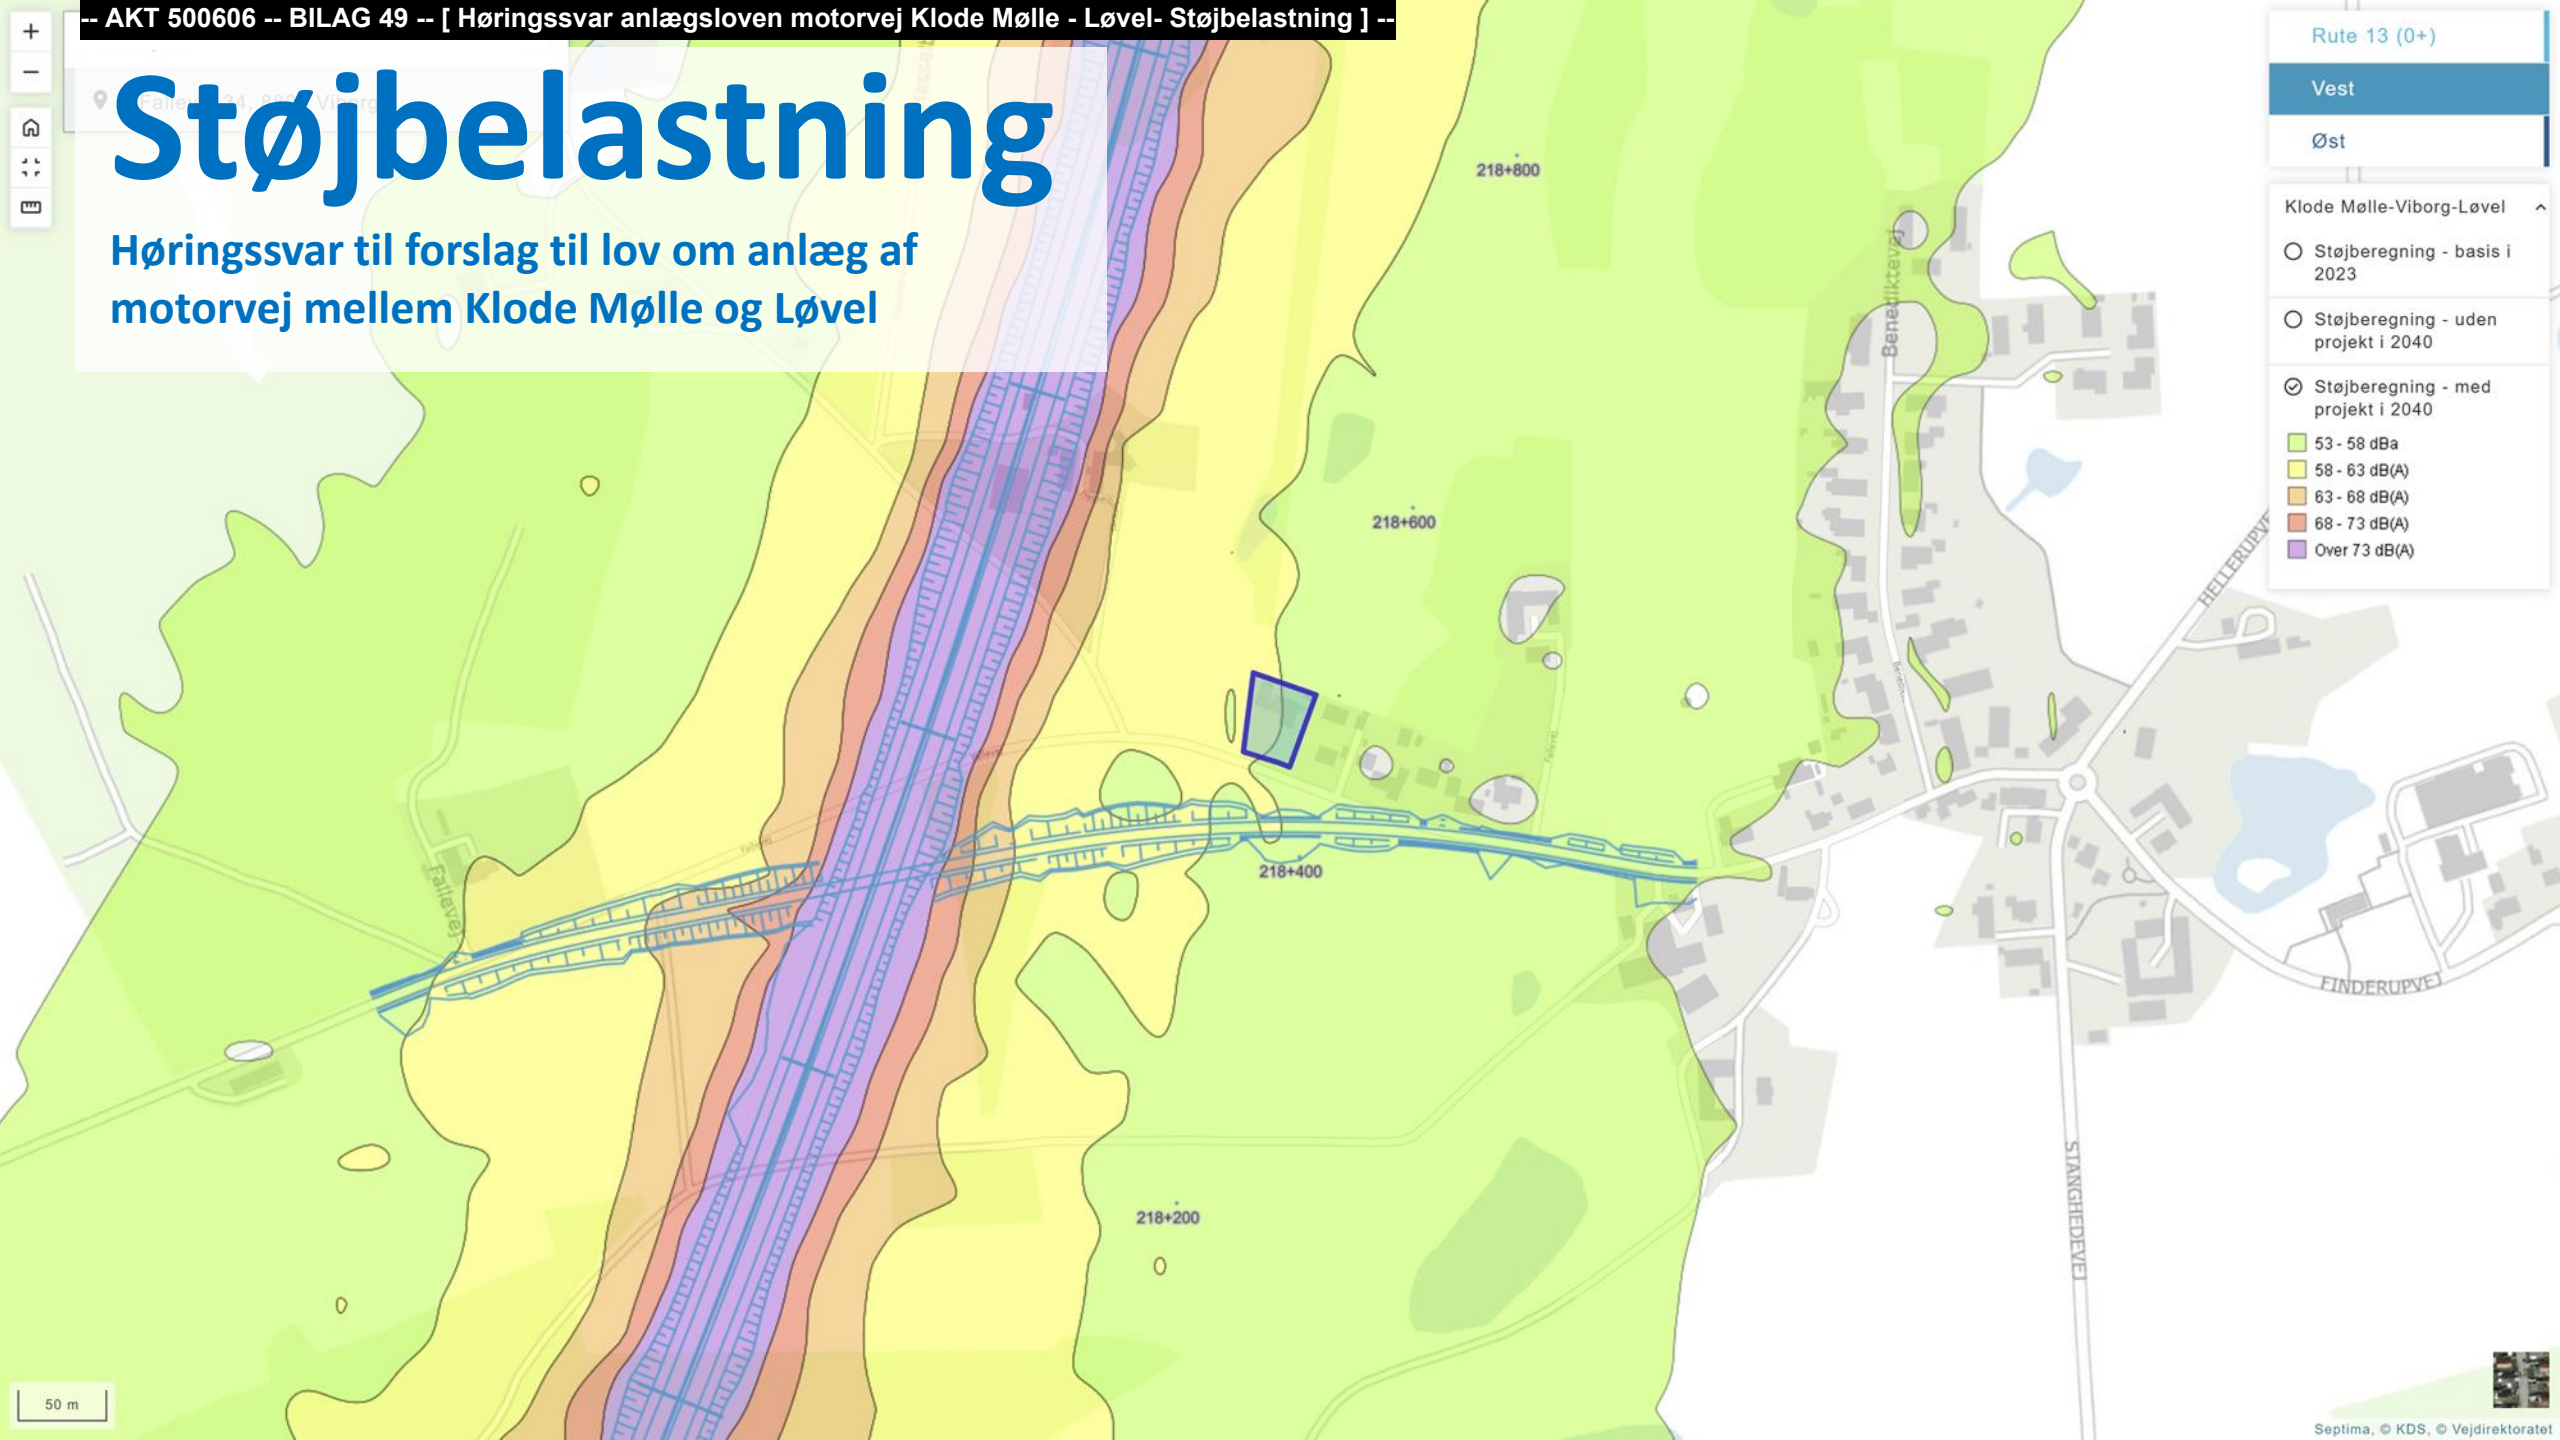 -- AKT 500606 -- BILAG 49 -- [ Høringssvar anlægsloven motorvej Klode Mølle - Løvel- Støjbelastning ] --
Støjbelastning
Høringssvar til forslag til lov om anlæg af
motorvej mellem Klode Mølle og Løvel
Rute 13 (0+)
Vest
Øst
Klode Mølle-Viborg-Løvel
Støjberegning - basis i
2023
Støjberegning - uden
projekt i 2040
Støjberegning - med
projekt i 2040
53 - 58 dBa
58 - 63 dB(A)
63 - 68 dB(A)
68 - 73 dB(A)
Over 73 dB(A)
218+800
218+600
218+400
218+200
Benediktevej
Fallevej
Fallevej
Fallevej
Fallevej
FINDERUPVEJ
STANGHEDEVEJ
50 m
Septima, © KDS, © Vejdirektoratet